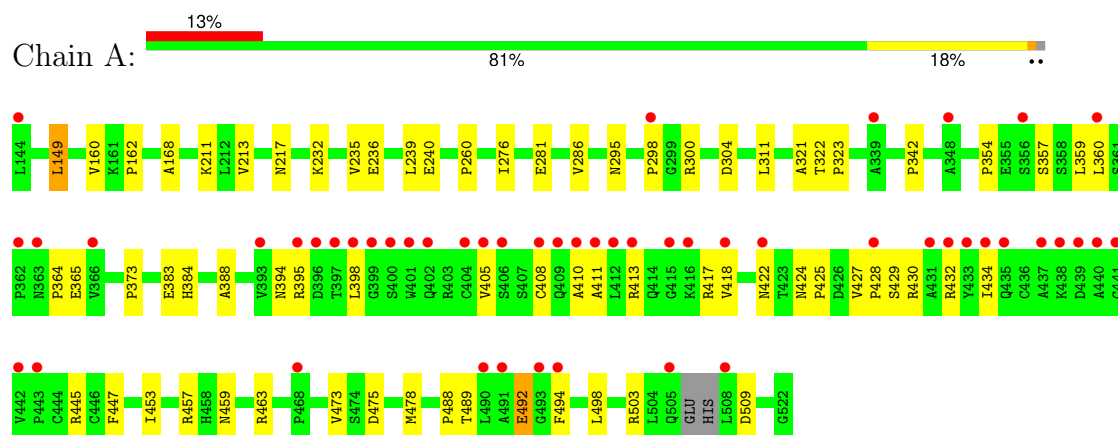 13%
Chain A:
81% 18% ••
L144 L149 V160 K161 P162 A168 K211 L212 V213 N217 K232 V235 E236 L239 E240 P260 I276 E281 V286 N295 P298 G299 R300 D304 L311 A321 T322 P323 A339 P342 A348 P354 E355 S356 S357 S358 L359 L360 S361
P362 N363 P364 E365 V366 P373 E383 H384 A388 V393 N394 R395 D396 T397 L398 G399 S400 W401 Q402 R403 C404 V405 S406 S407 C408 Q409 A410 A411 L412 R413 Q414 G415 K416 R417 V418 N422 T423 N424 P425 D426 V427 P428 S429 R430 A431 R432 Y433 I434 Q435 C436 A437 K438 D439 A440 C441
V442 P443 C444 R445 C446 F447 I453 R457 H458 N459 R463 P468 V473 S474 D475 M478 P488 T489 L490 A491 E492 G493 F494 L498 R503 L504 Q505 GLU HIS L508 D509 G522